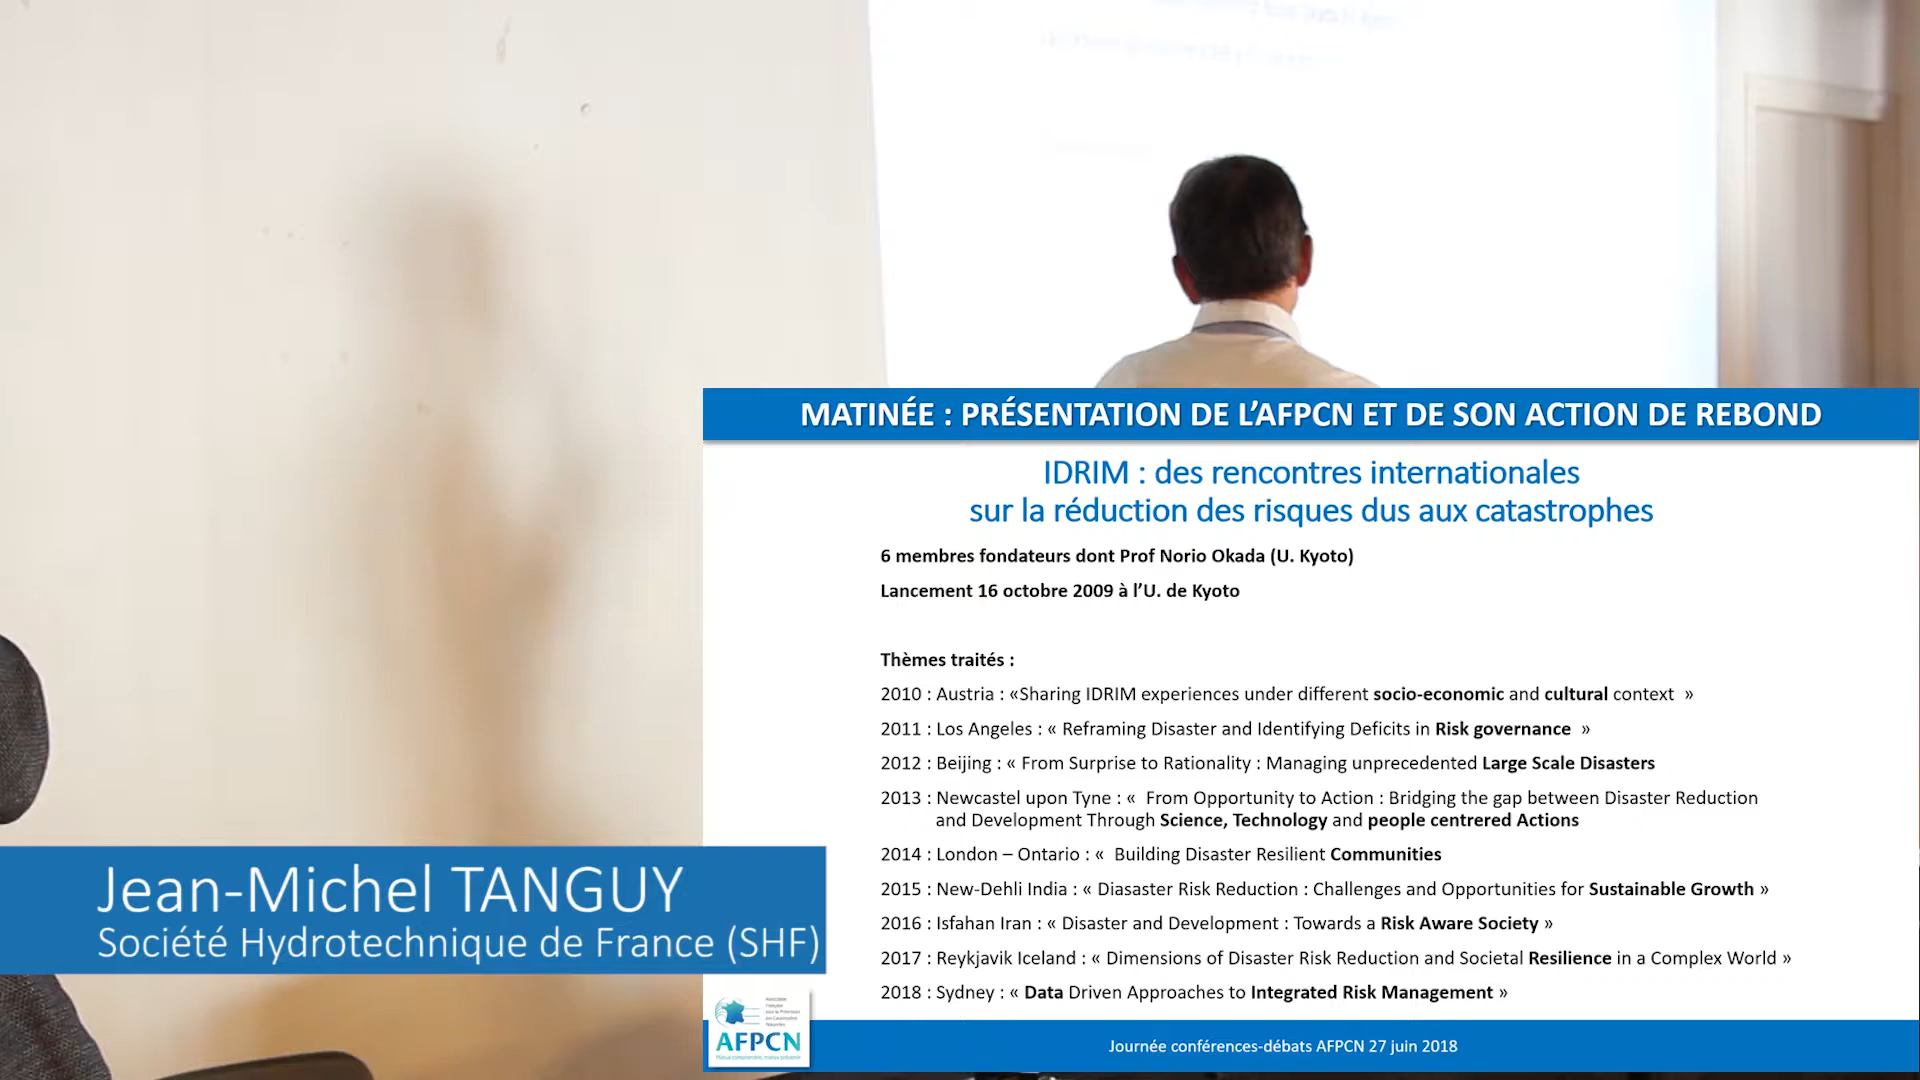 MATINÉE : PRÉSENTATION DE L'AFPCN ET DE SON ACTION DE REBOND
IDRIM : des rencontres internationales
sur la réduction des risques dus aux catastrophes
6 membres fondateurs dont Prof Norio Okada (U. Kyoto)
Lancement 16 octobre 2009 à l'U. de Kyoto
Thèmes traités :
2010 : Austria : «Sharing IDRIM experiences under different socio-economic and cultural context »
2011 : Los Angeles : « Reframing Disaster and Identifying Deficits in Risk governance »
2012 : Beijing : « From Surprise to Rationality : Managing unprecedented Large Scale Disasters
2013 : Newcastel upon Tyne : « From Opportunity to Action : Bridging the gap between Disaster Reduction
and Development Through Science, Technology and people centrered Actions
2014 : London – Ontario : « Building Disaster Resilient Communities
2015 : New-Dehli India : « Diasaster Risk Reduction : Challenges and Opportunities for Sustainable Growth »
2016 : Isfahan Iran : « Disaster and Development : Towards a Risk Aware Society »
2017 : Reykjavik Iceland : « Dimensions of Disaster Risk Reduction and Societal Resilience in a Complex World »
2018 : Sydney : « Data Driven Approaches to Integrated Risk Management »
Jean-Michel TANGUY
Société Hydrotechnique de France (SHF)
AFPCN
Journée conférences-débats AFPCN 27 juin 2018